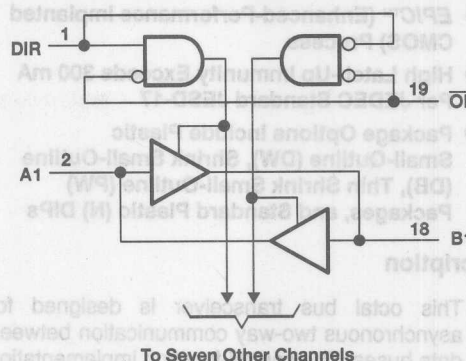 EPIC™ (Enhanced-Performance Implanted
CMOS) Process
DIR 1
High Latch-Up Immunity Exceeds 300 mA
Per JEDEC Standard JESD-17
19 OE
Package Options Include Plastic
Small-Outline (DW), Shrink Small-Outline
(DB), Thin Shrink Small-Outline (PW)
Packages, and Standard Plastic (N) DIPs
A1 2
18 B1
scription
This octal bus transceiver is designed fo
asynchronous two-way communication between
To Seven Other Channels